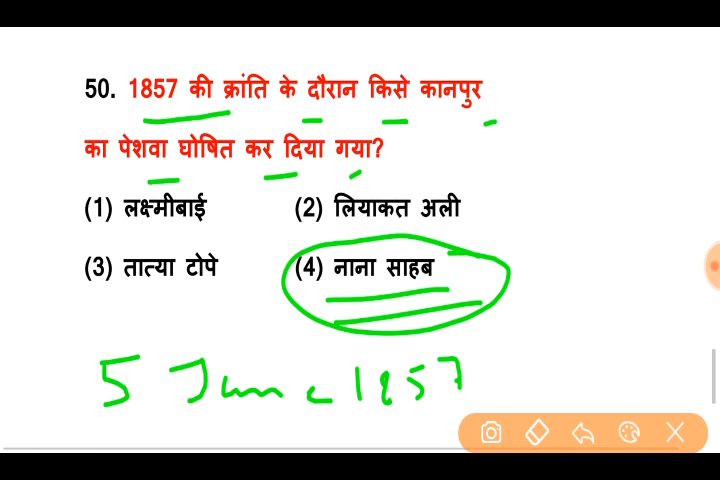 50. 1857 की क्रांति के दौरान किसे कानपुर
का पेशवा घोषित कर दिया गया?
(1) लक्ष्मीबाई (2) लियाकत अली
(3) तात्या टोपे (4) नाना साहब
5 June 1857